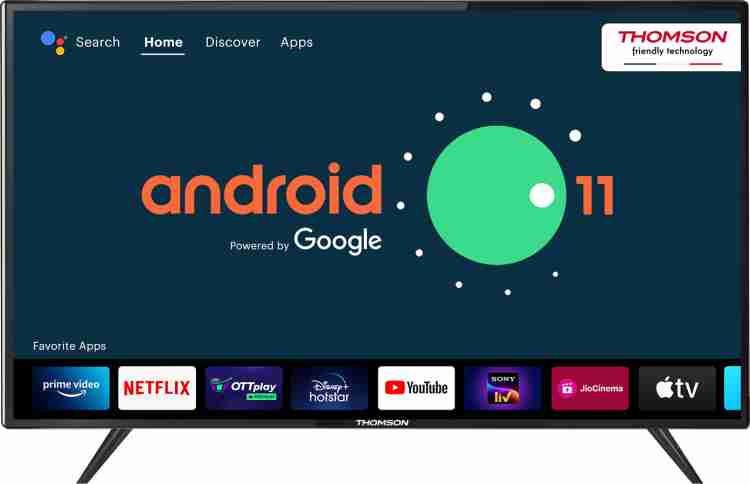 Search Home Discover Apps
THOMSON
friendly technology
android 11
Powered by Google
Favorite Apps
prime video
NETFLIX
OTTplay
PREMIUM
Disney+
hotstar
YouTube
SONY
liv
JioCinema
tv
THOMSON